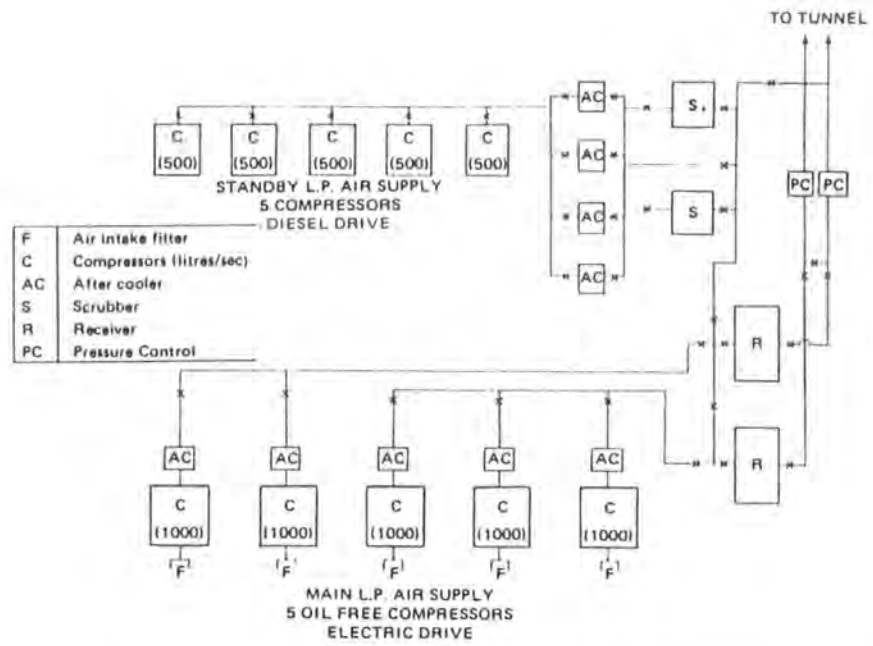 TO TUNNEL
AC
S
C C C C C
(500) (500) (500) (500) (500)
AC
STANDBY L.P. AIR SUPPLY
5 COMPRESSORS
DIESEL DRIVE
PC PC
AC
S
AC
F Air intake filter
C Compressors (litres/sec)
AC After cooler
S Scrubber
R Receiver
PC Pressure Control
R
AC AC AC AC AC
R
C C C C C
(1000) (1000) (1000) (1000) (1000)
F F F F F
MAIN L.P. AIR SUPPLY
5 OIL FREE COMPRESSORS
ELECTRIC DRIVE